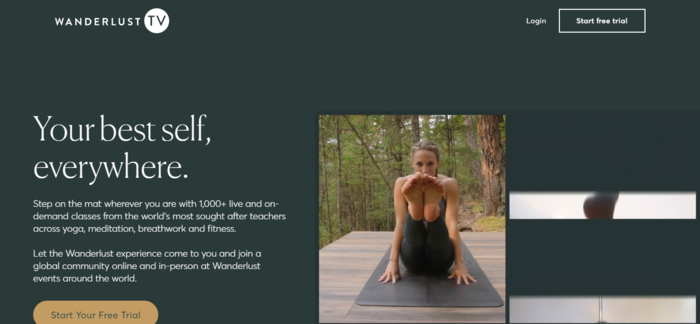 WANDERLUST TV
Login
Start free trial
Your best self,
everywhere.
Step on the mat wherever you are with 1,000+ live and on-
demand classes from the world's most sought after teachers
across yoga, meditation, breathwork and fitness.
Let the Wanderlust experience come to you and join a
global community online and in-person at Wanderlust
events around the world.
Start Your Free Trial